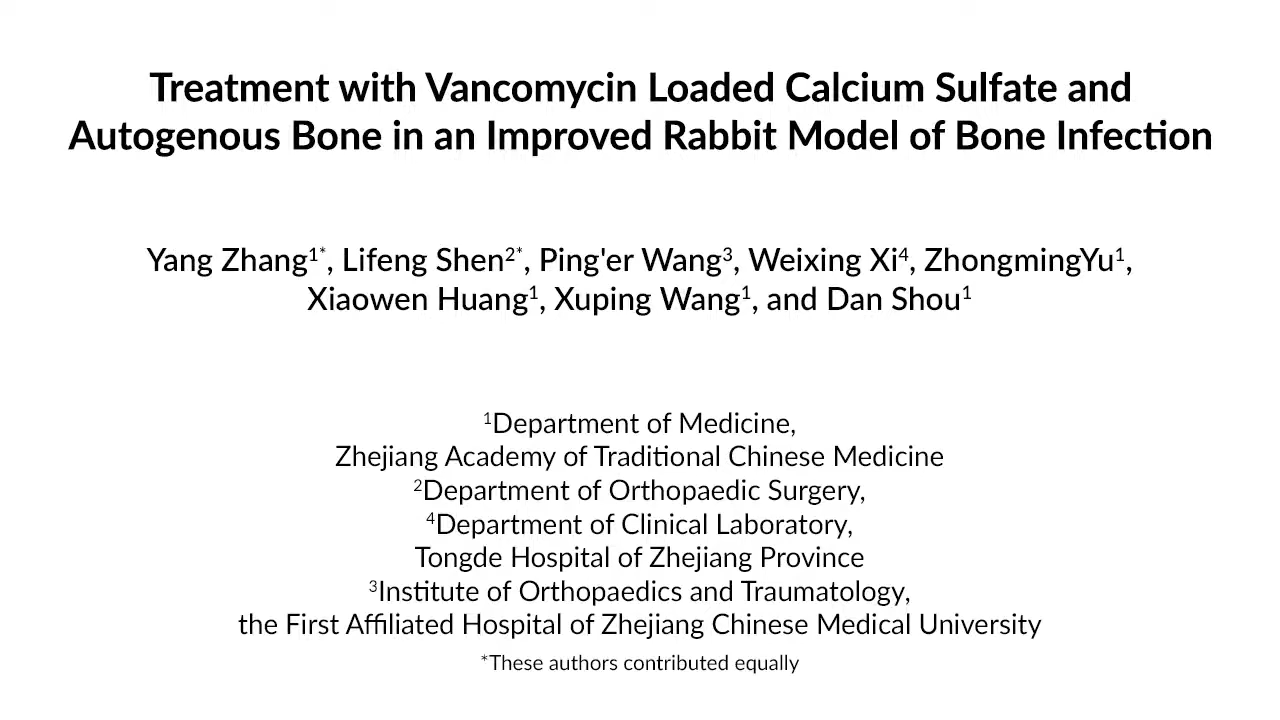 Treatment with Vancomycin Loaded Calcium Sulfate and
Autogenous Bone in an Improved Rabbit Model of Bone Infection
Yang Zhang1*, Lifeng Shen2*, Ping'er Wang3, Weixing Xi4, ZhongmingYu1,
Xiaowen Huang1, Xuping Wang1, and Dan Shou1
1Department of Medicine,
Zhejiang Academy of Traditional Chinese Medicine
2Department of Orthopaedic Surgery,
4Department of Clinical Laboratory,
Tongde Hospital of Zhejiang Province
3Institute of Orthopaedics and Traumatology,
the First Affiliated Hospital of Zhejiang Chinese Medical University
*These authors contributed equally